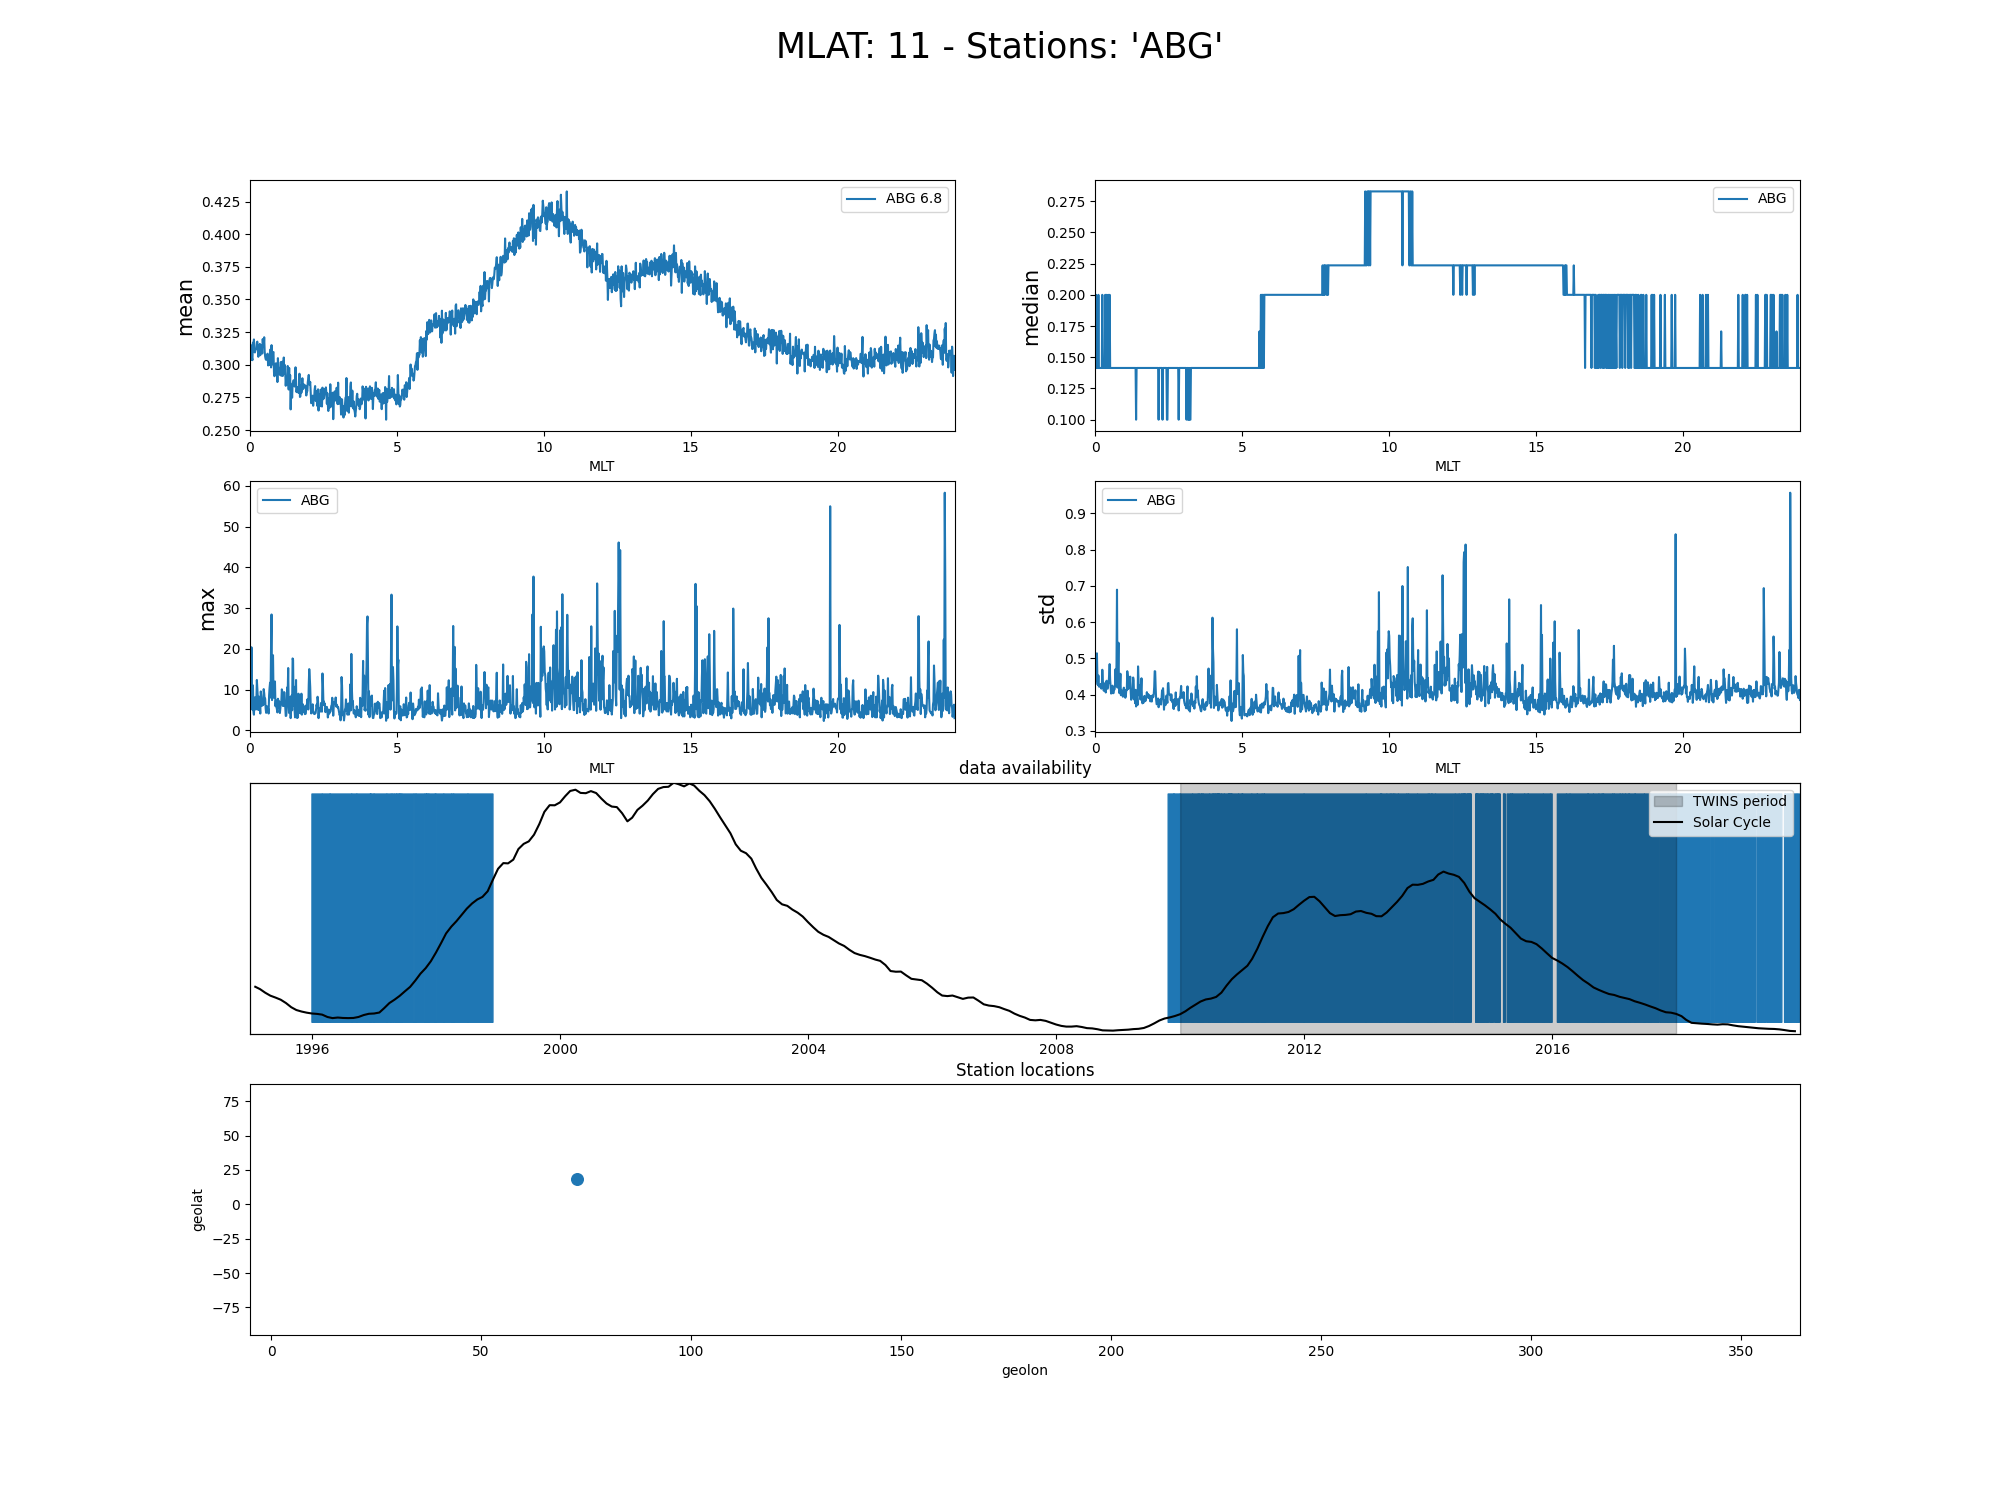 MLAT: 11 - Stations: 'ABG'
mean
0.425
0.400
0.375
0.350
0.325
0.300
0.275
0.250
0 5 10 15 20
MLT
ABG 6.8
median
0.275
0.250
0.225
0.200
0.175
0.150
0.125
0.100
0 5 10 15 20
MLT
ABG
max
60
50
40
30
20
10
0
0 5 10 15 20
MLT
ABG
std
0.9
0.8
0.7
0.6
0.5
0.4
0.3
0 5 10 15 20
MLT
ABG
data availability
TWINS period
Solar Cycle
1996 2000 2004 2008 2012 2016
Station locations
geolat
75
50
25
0
−25
−50
−75
0 50 100 150 200 250 300 350
geolon